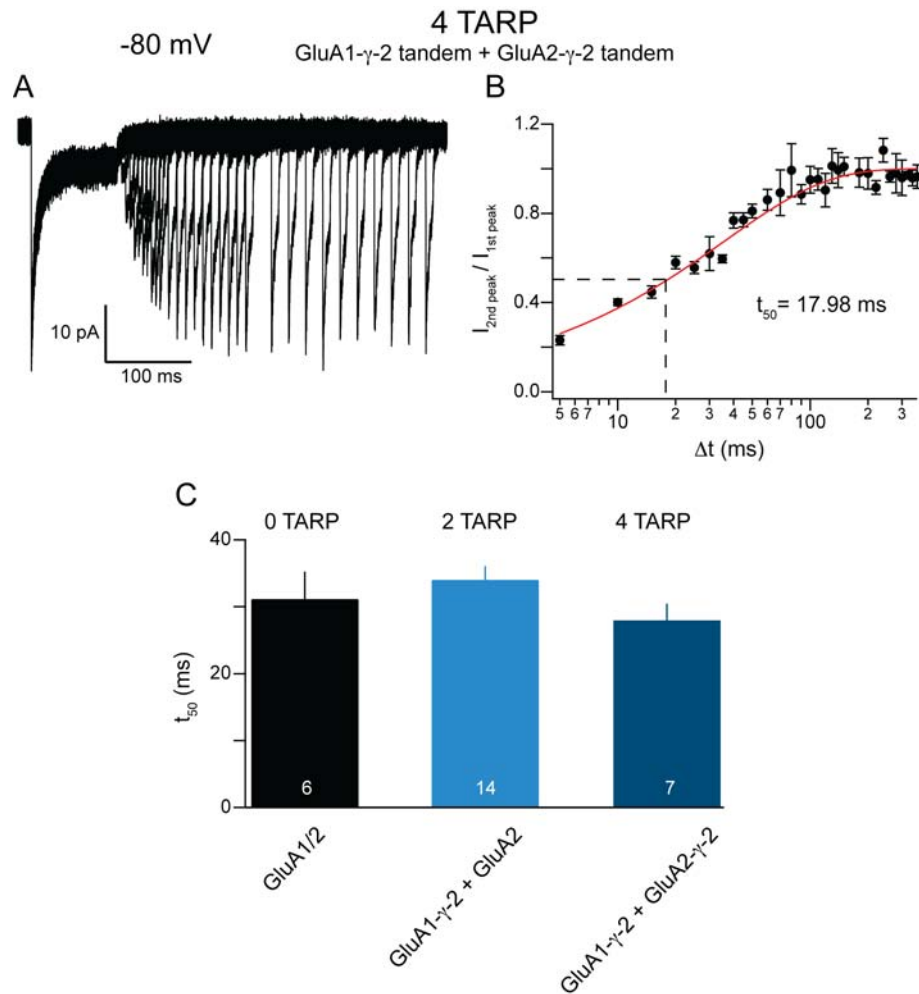 -80 mV
4 TARP
GluA1-γ-2 tandem + GluA2-γ-2 tandem
A
10 pA
100 ms
B
I2nd peak / I1st peak
1.2
0.8
0.4
0.0
t50= 17.98 ms
5 6 7 10 2 3 4 5 6 7 100 2 3
Δt (ms)
C
0 TARP 2 TARP 4 TARP
t50 (ms)
40
20
0
6 14 7
GluA1/2
GluA1-γ-2 + GluA2
GluA1-γ-2 + GluA2-γ-2